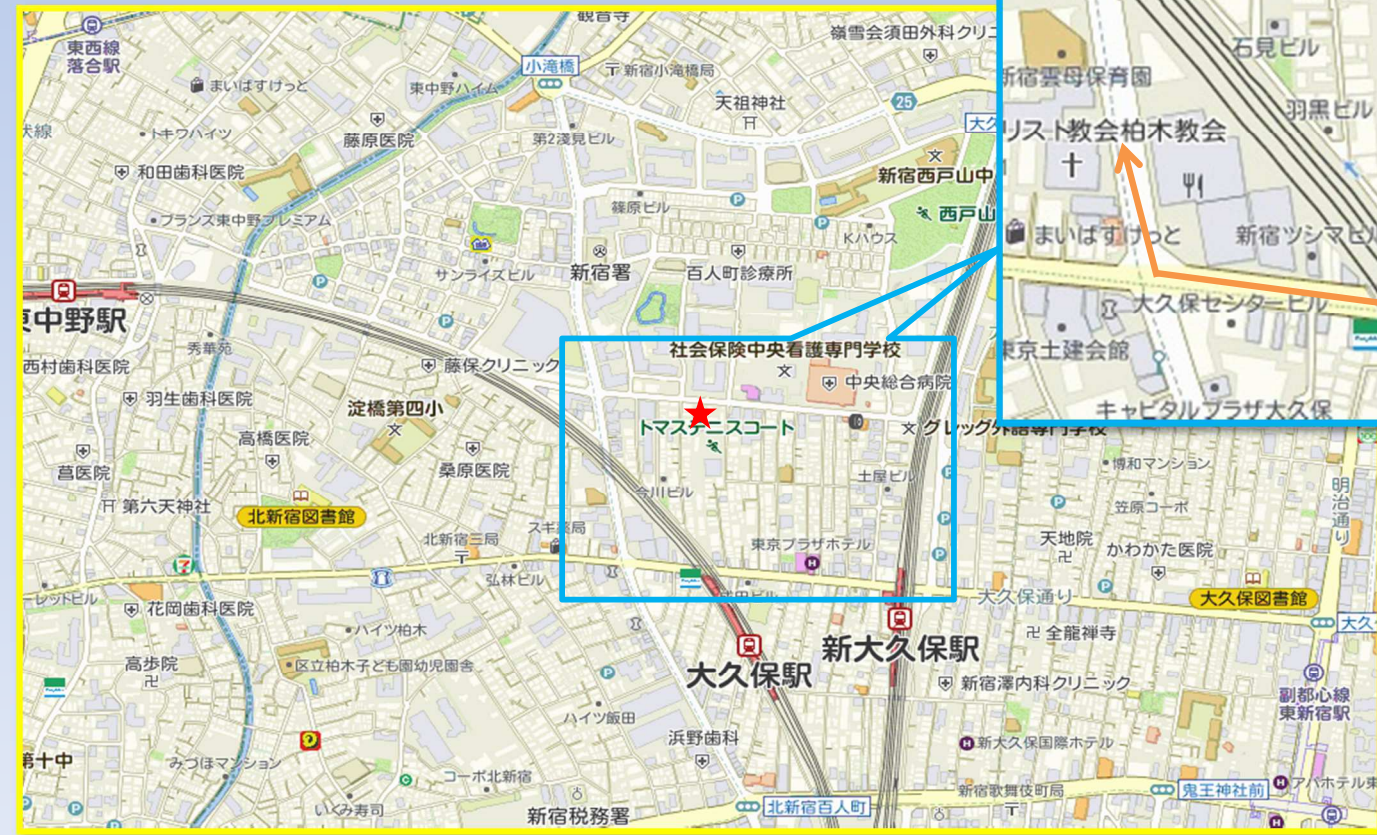 東西線
落合駅
観音寺
嶺雪会須田外科クリニ
小滝橋
新宿小滝橋局
まいばすけっと
東中野ハイム
天祖神社
25
大久
トキワハイツ
藤原医院
第2淺見ビル
和田歯科医院
新宿西戸山中
篠原ビル
西戸山
ブランズ東中野プレミアム
Kハウス
サンライズビル
新宿署
百人町診療所
東中野駅
秀華苑
社会保険中央看護専門学校
西村歯科医院
藤保クリニック
中央総合病院
羽生歯科医院
淀橋第四小
トマステニスコート
グレッグ外語専門学校
高橋医院
桑原医院
博和マンション
菖医院
土屋ビル
明治通り
第六天神社
今川ビル
笠原コーポ
北新宿図書館
スギ薬局
北新宿三局
東京プラザホテル
天地院
かわかた医院
弘林ビル
大久保通り
大久保図書館
花岡歯科医院
ハイツ柏木
新大久保駅
全龍禅寺
大久
高歩院
区立柏木子ども園幼児園舎
大久保駅
新宿澤内科クリニック
副都心線
東新宿駅
ハイツ飯田
浜野歯科
新大久保国際ホテル
第十中
みづほマンション
コーポ北新宿
新宿歌舞伎町局
鬼王神社前
アパホテル東
いくみ寿司
新宿税務署
北新宿百人町
石見ビル
新宿雲母保育園
羽黒ビル
リスト教会柏木教会
まいばすけっと
新宿ツシマビル
大久保センタービル
東京土建会館
キャピタルプラザ大久保